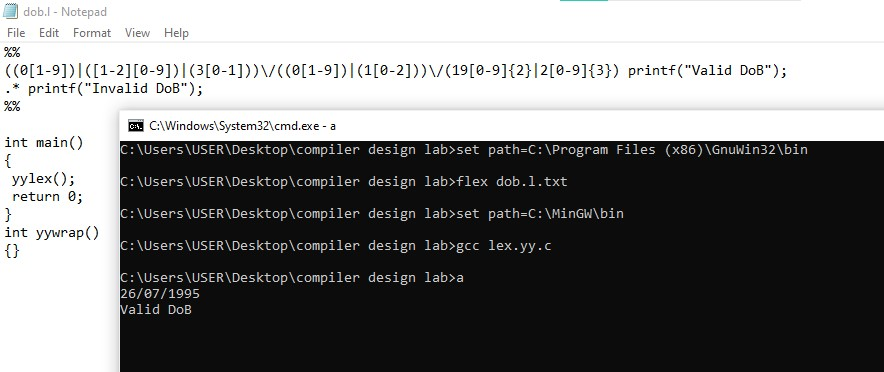 dob.l - Notepad
File Edit Format View Help
%%
((0[1-9])|([1-2][0-9])|(3[0-1]))\/((0[1-9])|(1[0-2]))\/(19[0-9]{2}|2[0-9]{3}) printf("Valid DoB");
.* printf("Invalid DoB");
%%
int main()
{
yylex();
return 0;
}
int yywrap()
{}
C:\Windows\System32\cmd.exe - a
C:\Users\USER\Desktop\compiler design lab>set path=C:\Program Files (x86)\GnuWin32\bin
C:\Users\USER\Desktop\compiler design lab>flex dob.l.txt
C:\Users\USER\Desktop\compiler design lab>set path=C:\MinGW\bin
C:\Users\USER\Desktop\compiler design lab>gcc lex.yy.c
C:\Users\USER\Desktop\compiler design lab>a
26/07/1995
Valid DoB